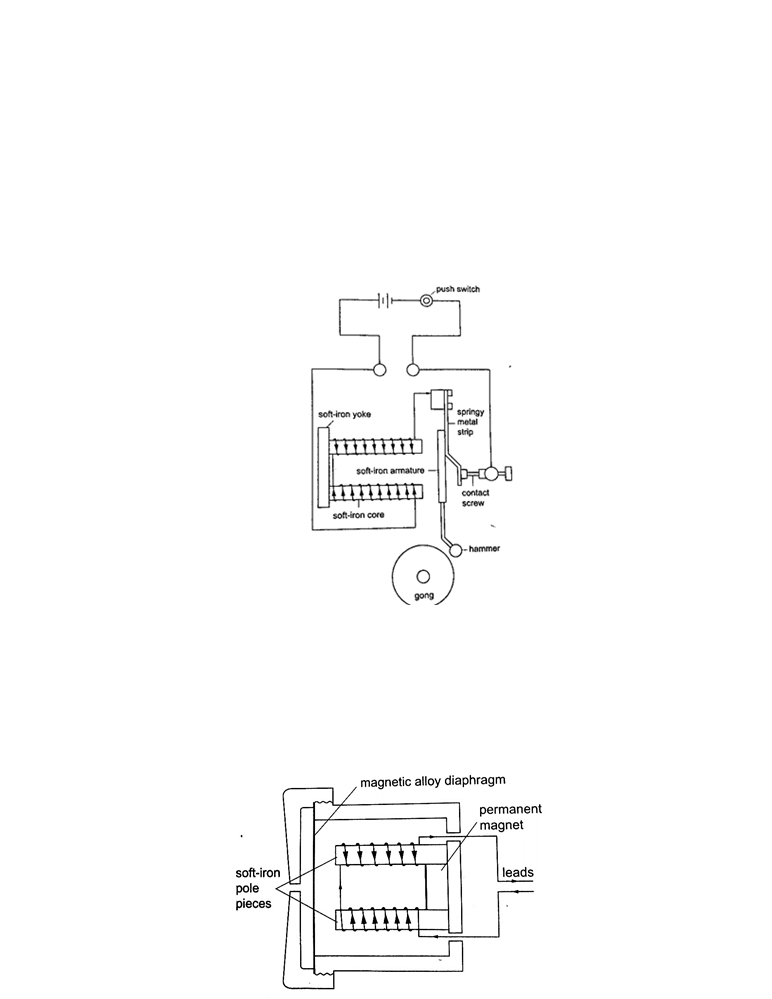 push switch
soft-iron yoke
springy
metal
strip
soft-iron armature
contact
screw
soft-iron core
hammer
gong
magnetic alloy diaphragm
permanent
magnet
soft-iron
pole
pieces
leads